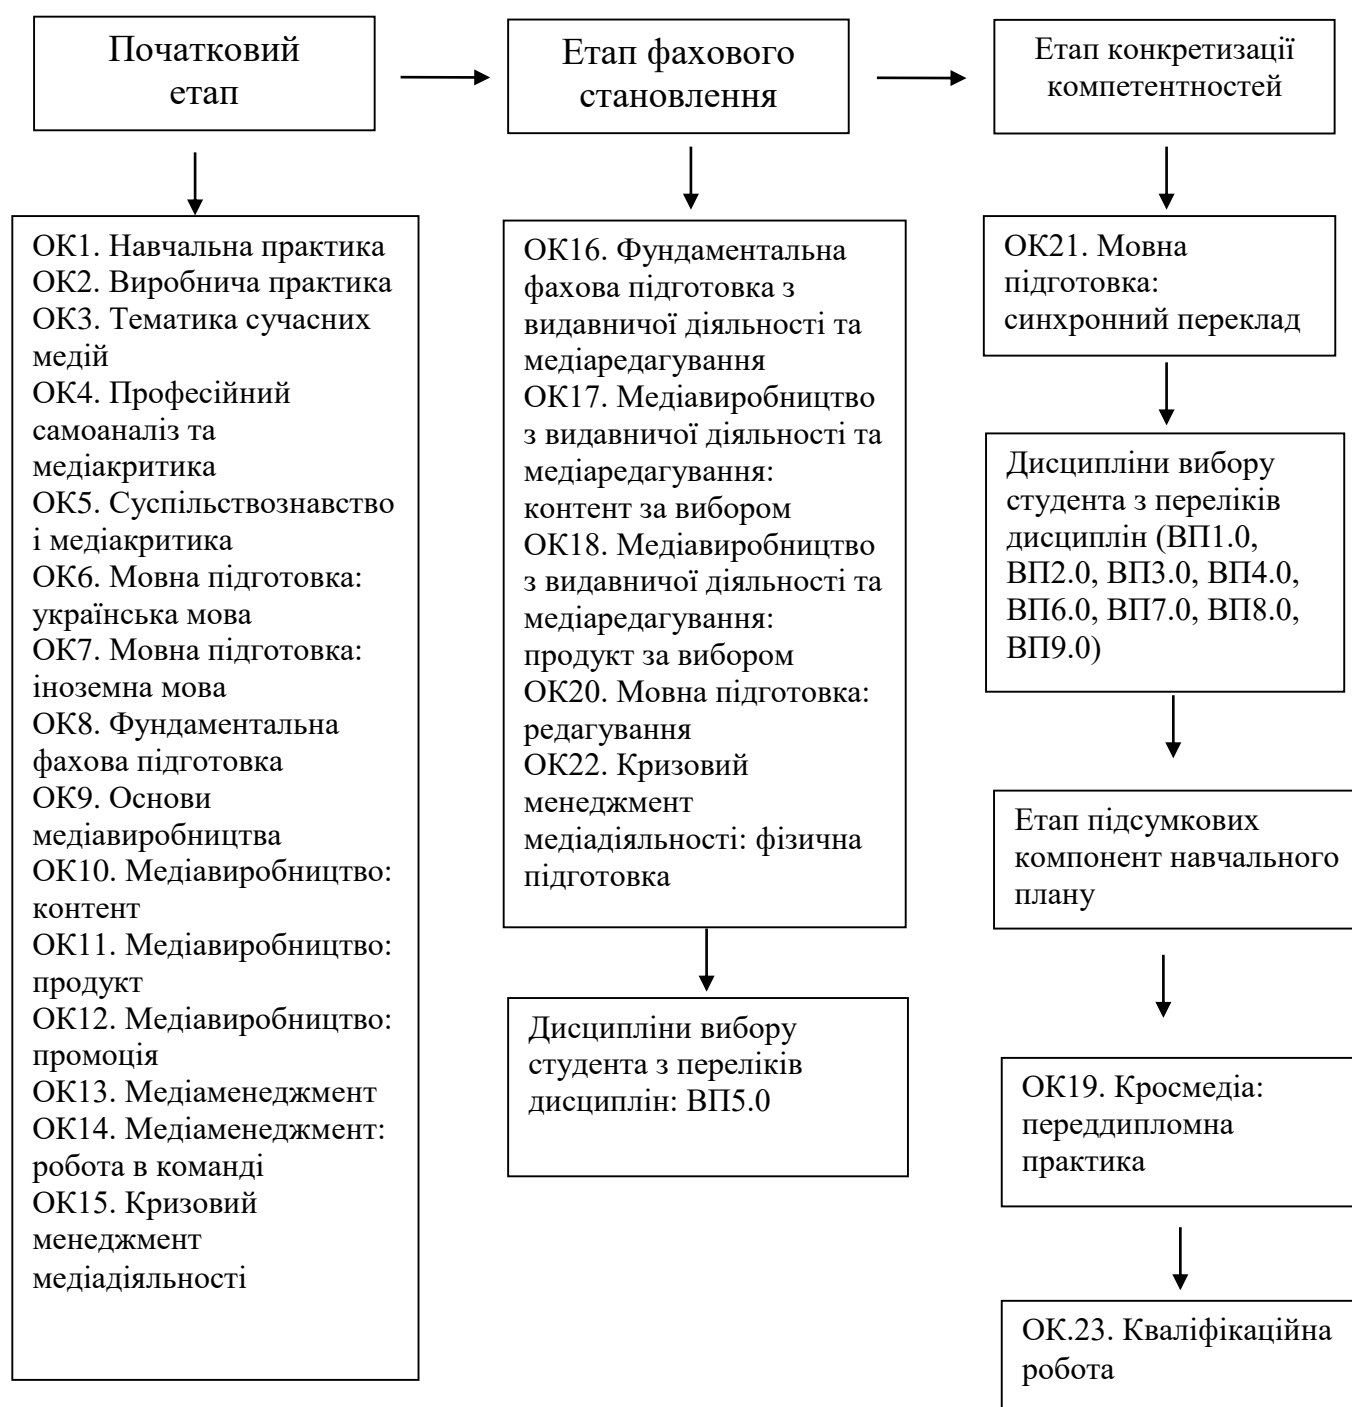 Початковий
етап
Етап фахового
становлення
Етап конкретизації
компетентностей
ОК1. Навчальна практика
ОК2. Виробнича практика
ОК3. Тематика сучасних
медій
ОК4. Професійний
самоаналіз та
медіакритика
ОК5. Суспільствознавство
і медіакритика
ОК6. Мовна підготовка:
українська мова
ОК7. Мовна підготовка:
іноземна мова
ОК8. Фундаментальна
фахова підготовка
ОК9. Основи
медіавиробництва
ОК10. Медіавиробництво:
контент
ОК11. Медіавиробництво:
продукт
ОК12. Медіавиробництво:
промоція
ОК13. Медіаменеджмент
ОК14. Медіаменеджмент:
робота в команді
ОК15. Кризовий
менеджмент
медіадіяльності
ОК16. Фундаментальна
фахова підготовка з
видавничої діяльності та
медіаредагування
ОК17. Медіавиробництво
з видавничої діяльності та
медіаредагування:
контент за вибором
ОК18. Медіавиробництво
з видавничої діяльності та
медіаредагування:
продукт за вибором
ОК20. Мовна підготовка:
редагування
ОК22. Кризовий
менеджмент
медіадіяльності: фізична
підготовка
Дисципліни вибору
студента з переліків
дисциплін: ВП5.0
ОК21. Мовна
підготовка:
синхронний переклад
Дисципліни вибору
студента з переліків
дисциплін (ВП1.0,
ВП2.0, ВП3.0, ВП4.0,
ВП6.0, ВП7.0, ВП8.0,
ВП9.0)
Етап підсумкових
компонент навчального
плану
ОК19. Кросмедіа:
переддипломна
практика
ОК.23. Кваліфікаційна
робота